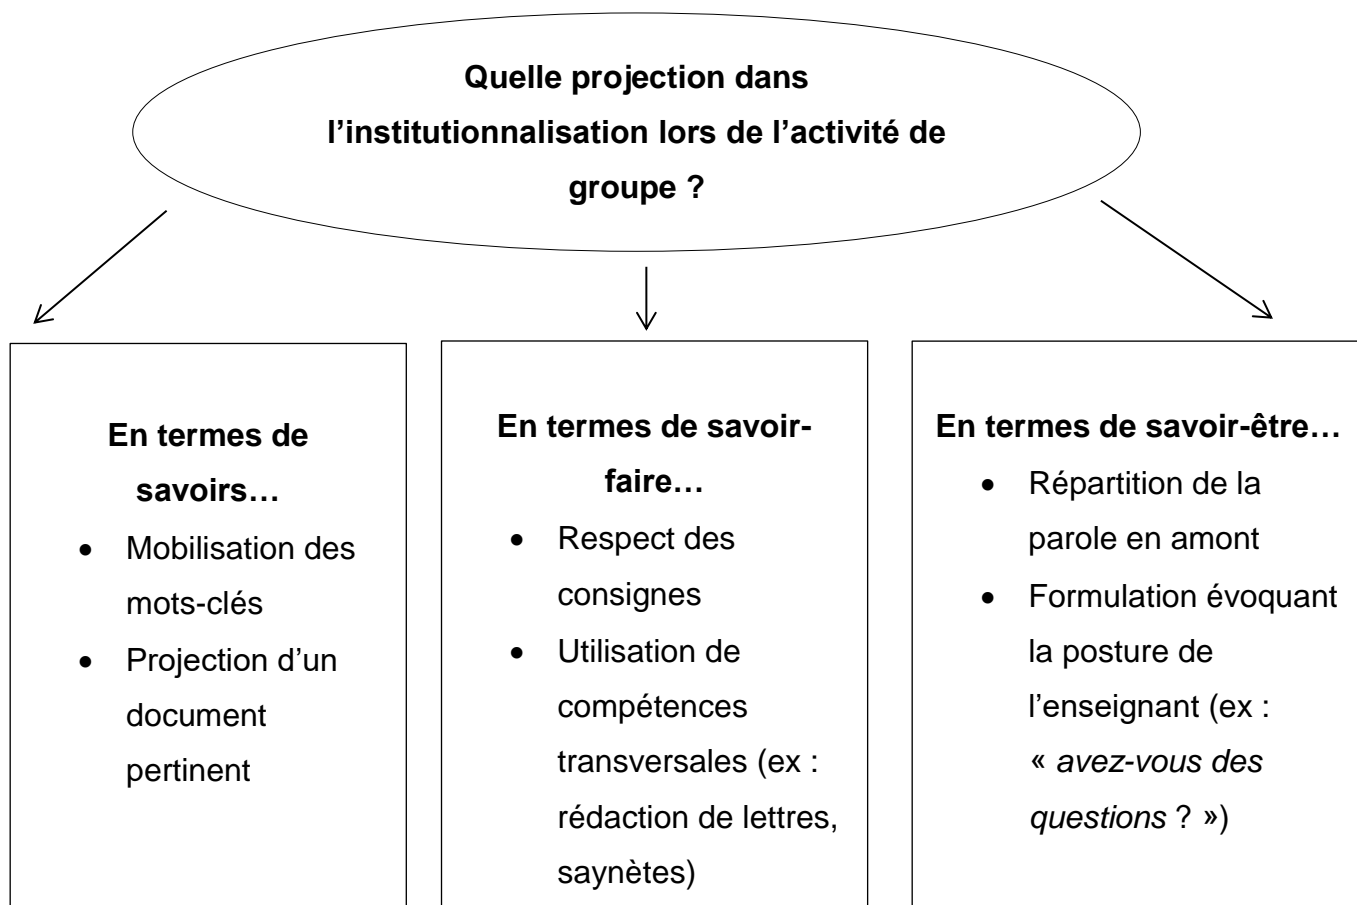 Quelle projection dans
l’institutionnalisation lors de l’activité de
groupe ?
En termes de
savoirs…
• Mobilisation des
mots-clés
• Projection d’un
document
pertinent
En termes de savoir-
faire…
• Respect des
consignes
• Utilisation de
compétences
transversales (ex :
rédaction de lettres,
saynètes)
En termes de savoir-être…
• Répartition de la
parole en amont
• Formulation évoquant
la posture de
l’enseignant (ex :
« avez-vous des
questions ? »)